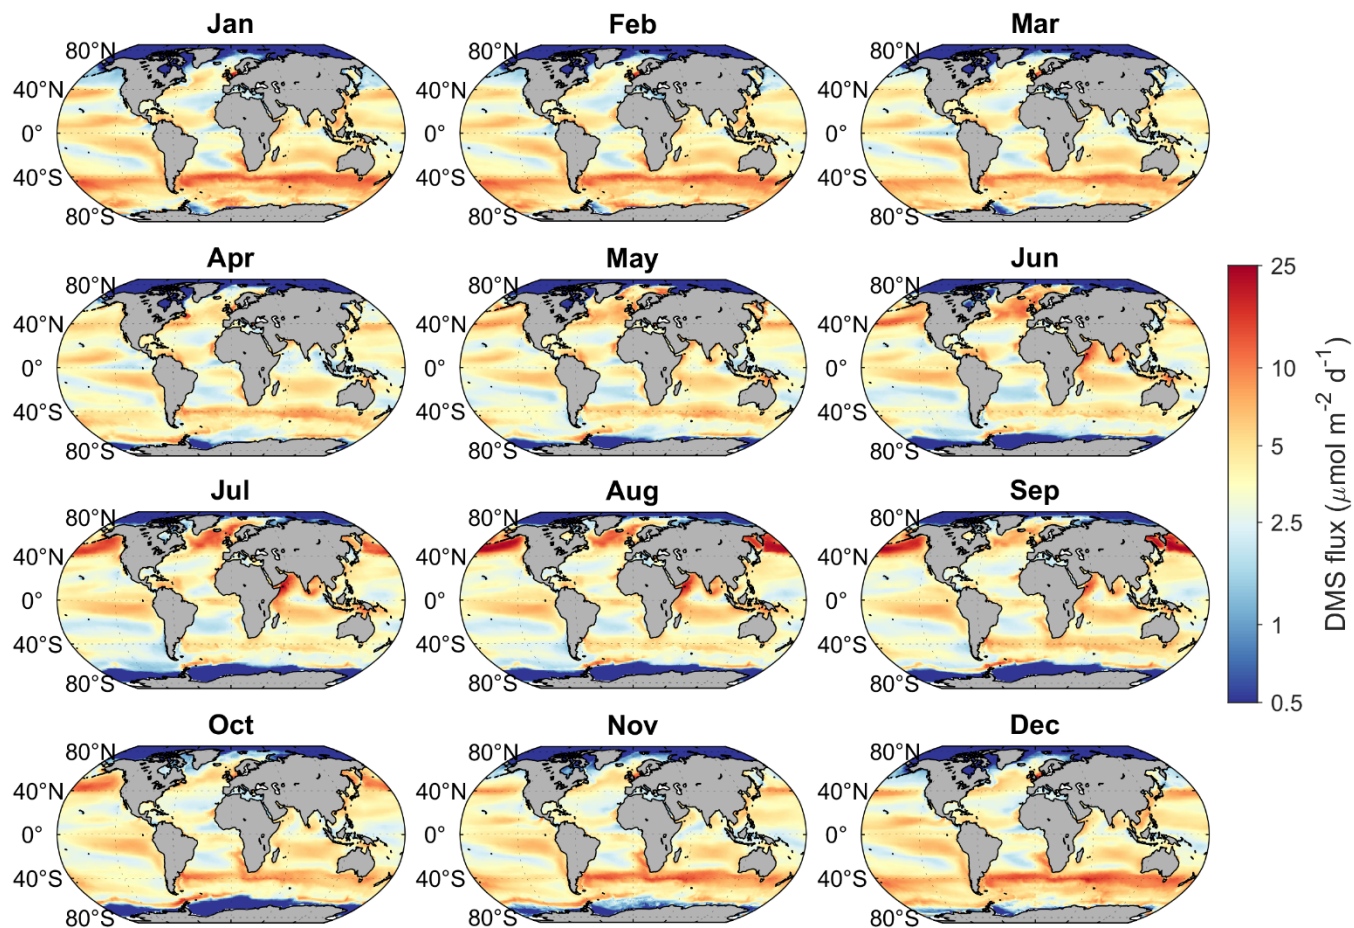 Jan Feb Mar
80°N 80°N 80°N
40°N 40°N 40°N
0° 0° 0°
40°S 40°S 40°S
80°S 80°S 80°S
Apr May Jun
80°N 80°N 80°N
40°N 40°N 40°N
0° 0° 0°
40°S 40°S 40°S
80°S 80°S 80°S
Jul Aug Sep
80°N 80°N 80°N
40°N 40°N 40°N
0° 0° 0°
40°S 40°S 40°S
80°S 80°S 80°S
Oct Nov Dec
80°N 80°N 80°N
40°N 40°N 40°N
0° 0° 0°
40°S 40°S 40°S
80°S 80°S 80°S
25
10
5
2.5
1
0.5
DMS flux (μmol m⁻² d⁻¹)